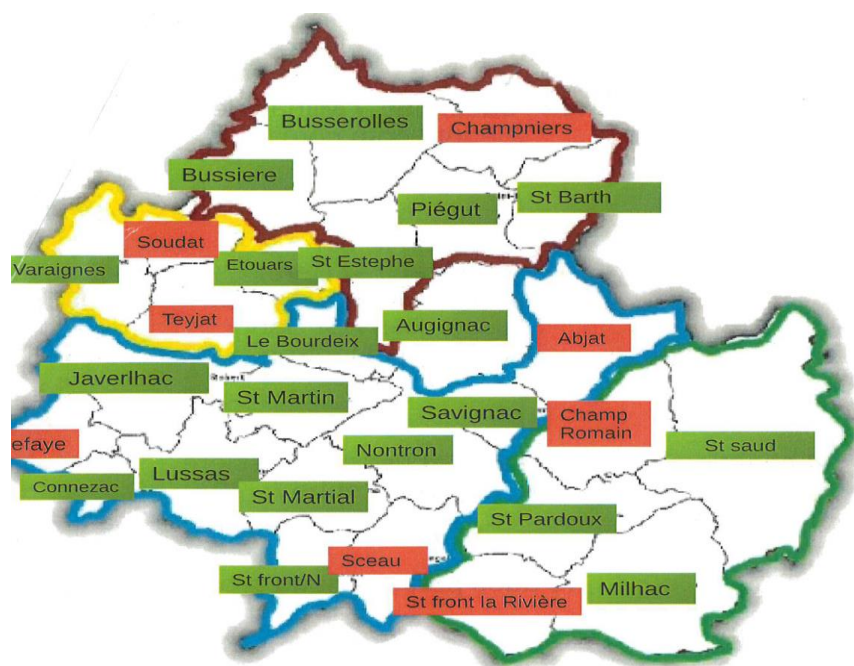 Busserolles
Champniers
Bussiere
Piégut
St Barth
Soudat
Varaignes
Etouars
St Estephe
Teyjat
Augignac
Le Bourdeix
Abjat
Javerlhac
St Martin
Savignac
Champ
Romain
efaye
Nontron
St saud
Lussas
Connezac
St Martial
St Pardoux
Sceau
St front/N
St front la Rivière
Milhac